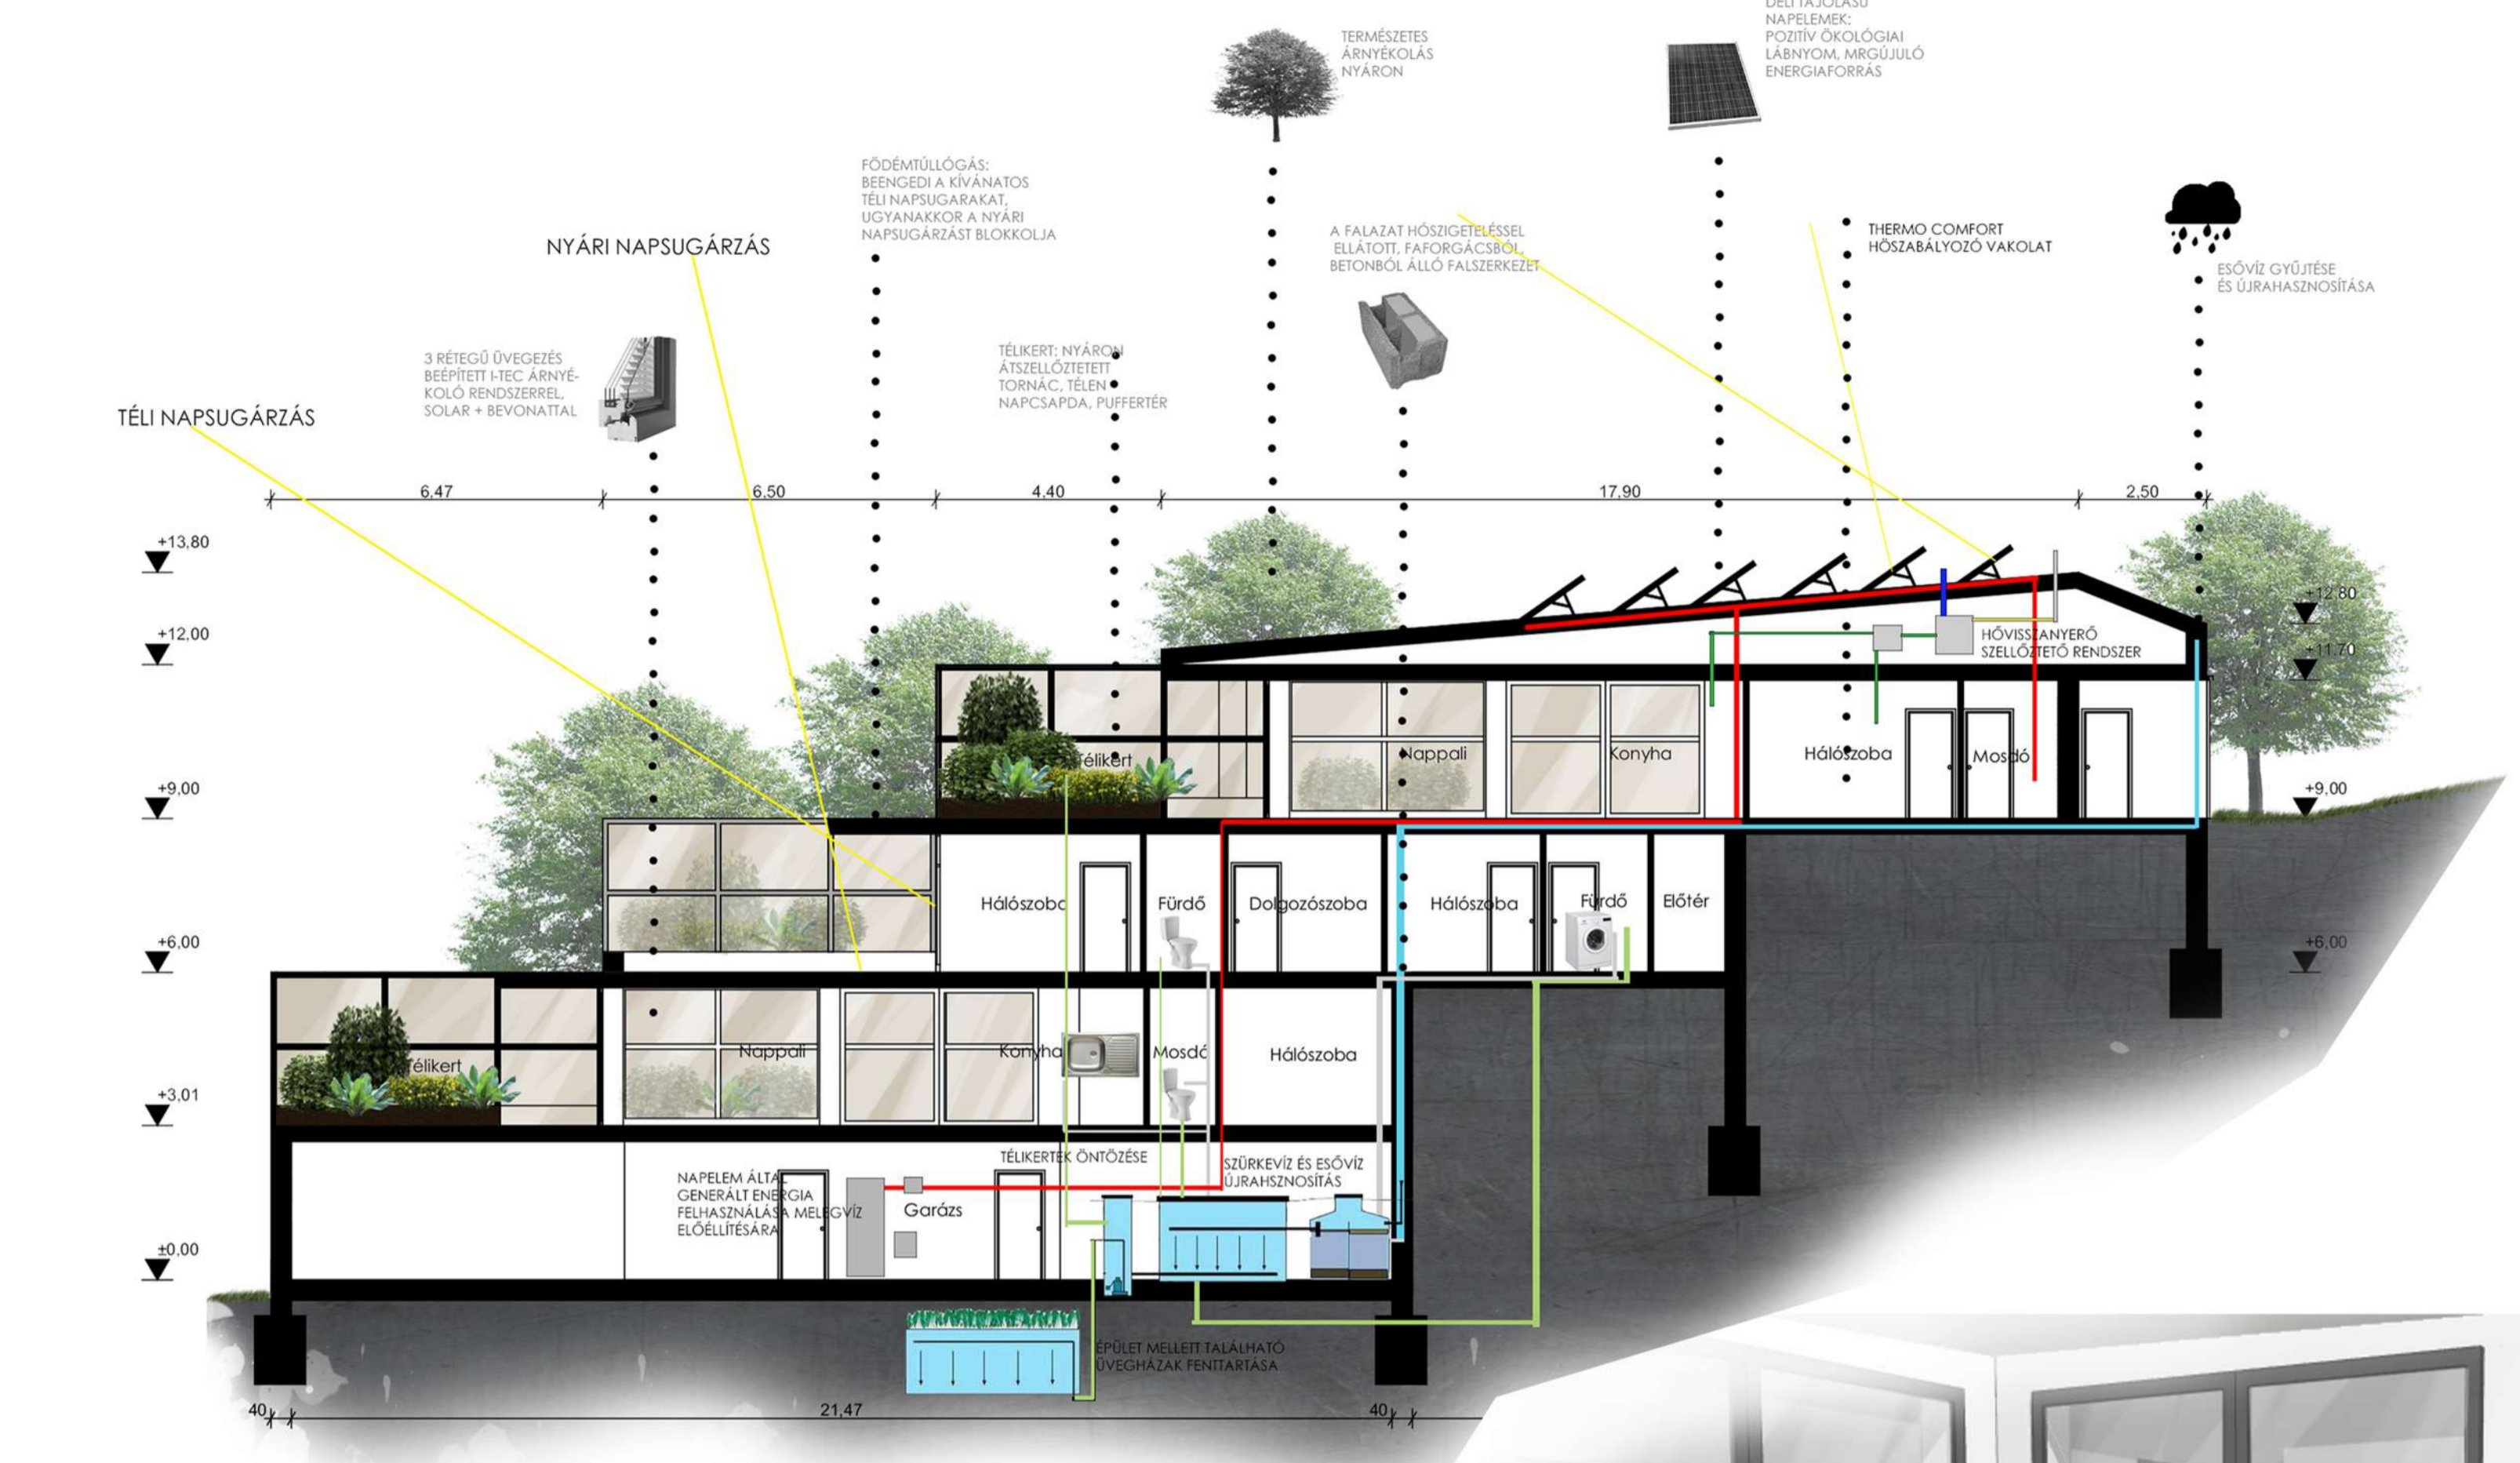 DÉLI TÁJOLÁSÚ
NAPELEMEK:
POZITÍV ÖKOLÓGIAI
LÁBNYOM, MRGÚJULÓ
ENERGIAFORRÁS
TERMÉSZETES
ÁRNYÉKOLÁS
NYÁRON
FÖDÉMTÚLLÓGÁS:
BEENGEDI A KÍVÁNATOS
TÉLI NAPSUGARAKAT,
UGYANAKKOR A NYÁRI
NAPSUGÁRZÁST BLOKKOLJA
NYÁRI NAPSUGÁRZÁS
A FALAZAT HŐSZIGETELÉSSEL
ELLÁTOTT, FAFORGÁCSBÓL,
BETONBÓL ÁLLÓ FALSZERKEZET
THERMO COMFORT
HŐSZABÁLYOZÓ VAKOLAT
ESŐVÍZ GYŰJTÉSE
ÉS ÚJRAHASZNOSÍTÁSA
3 RÉTEGŰ ÜVEGEZÉS
BEÉPÍTETT I-TEC ÁRNYÉ-
KOLÓ RENDSZERREL,
SOLAR + BEVONATTAL
TÉLIKERT: NYÁRON
ÁTSZELLŐZTETETT
TORNÁC, TÉLEN
NAPCSAPDA, PUFFERTÉR
TÉLI NAPSUGÁRZÁS
6,47 6,50 4,40 17,90 2,50
+13,80
+12,80
+12,00
HŐVISSZANYERŐ
SZELLŐZTETŐ RENDSZER
+11,70
Télikert Nappali Konyha Hálószoba Mosdó
+9,00 +9,00
Hálószoba Fürdő Dolgozószoba Hálószoba Fürdő Előtér
+6,00 +6,00
Télikert Nappali Konyha Mosdó Hálószoba
+3,01
TÉLIKERTEK ÖNTÖZÉSE
SZÜRKEVÍZ ÉS ESŐVÍZ
ÚJRAHSZNOSÍTÁS
NAPELEM ÁLTAL
GENERÁLT ENERGIA
FELHASZNÁLÁSA MELEGVÍZ
ELŐÉLLÍTÉSÁRA
Garázs
±0,00
ÉPÜLET MELLETT TALÁLHATÓ
ÜVEGHÁZAK FENTTARTÁSA
40 21,47 40